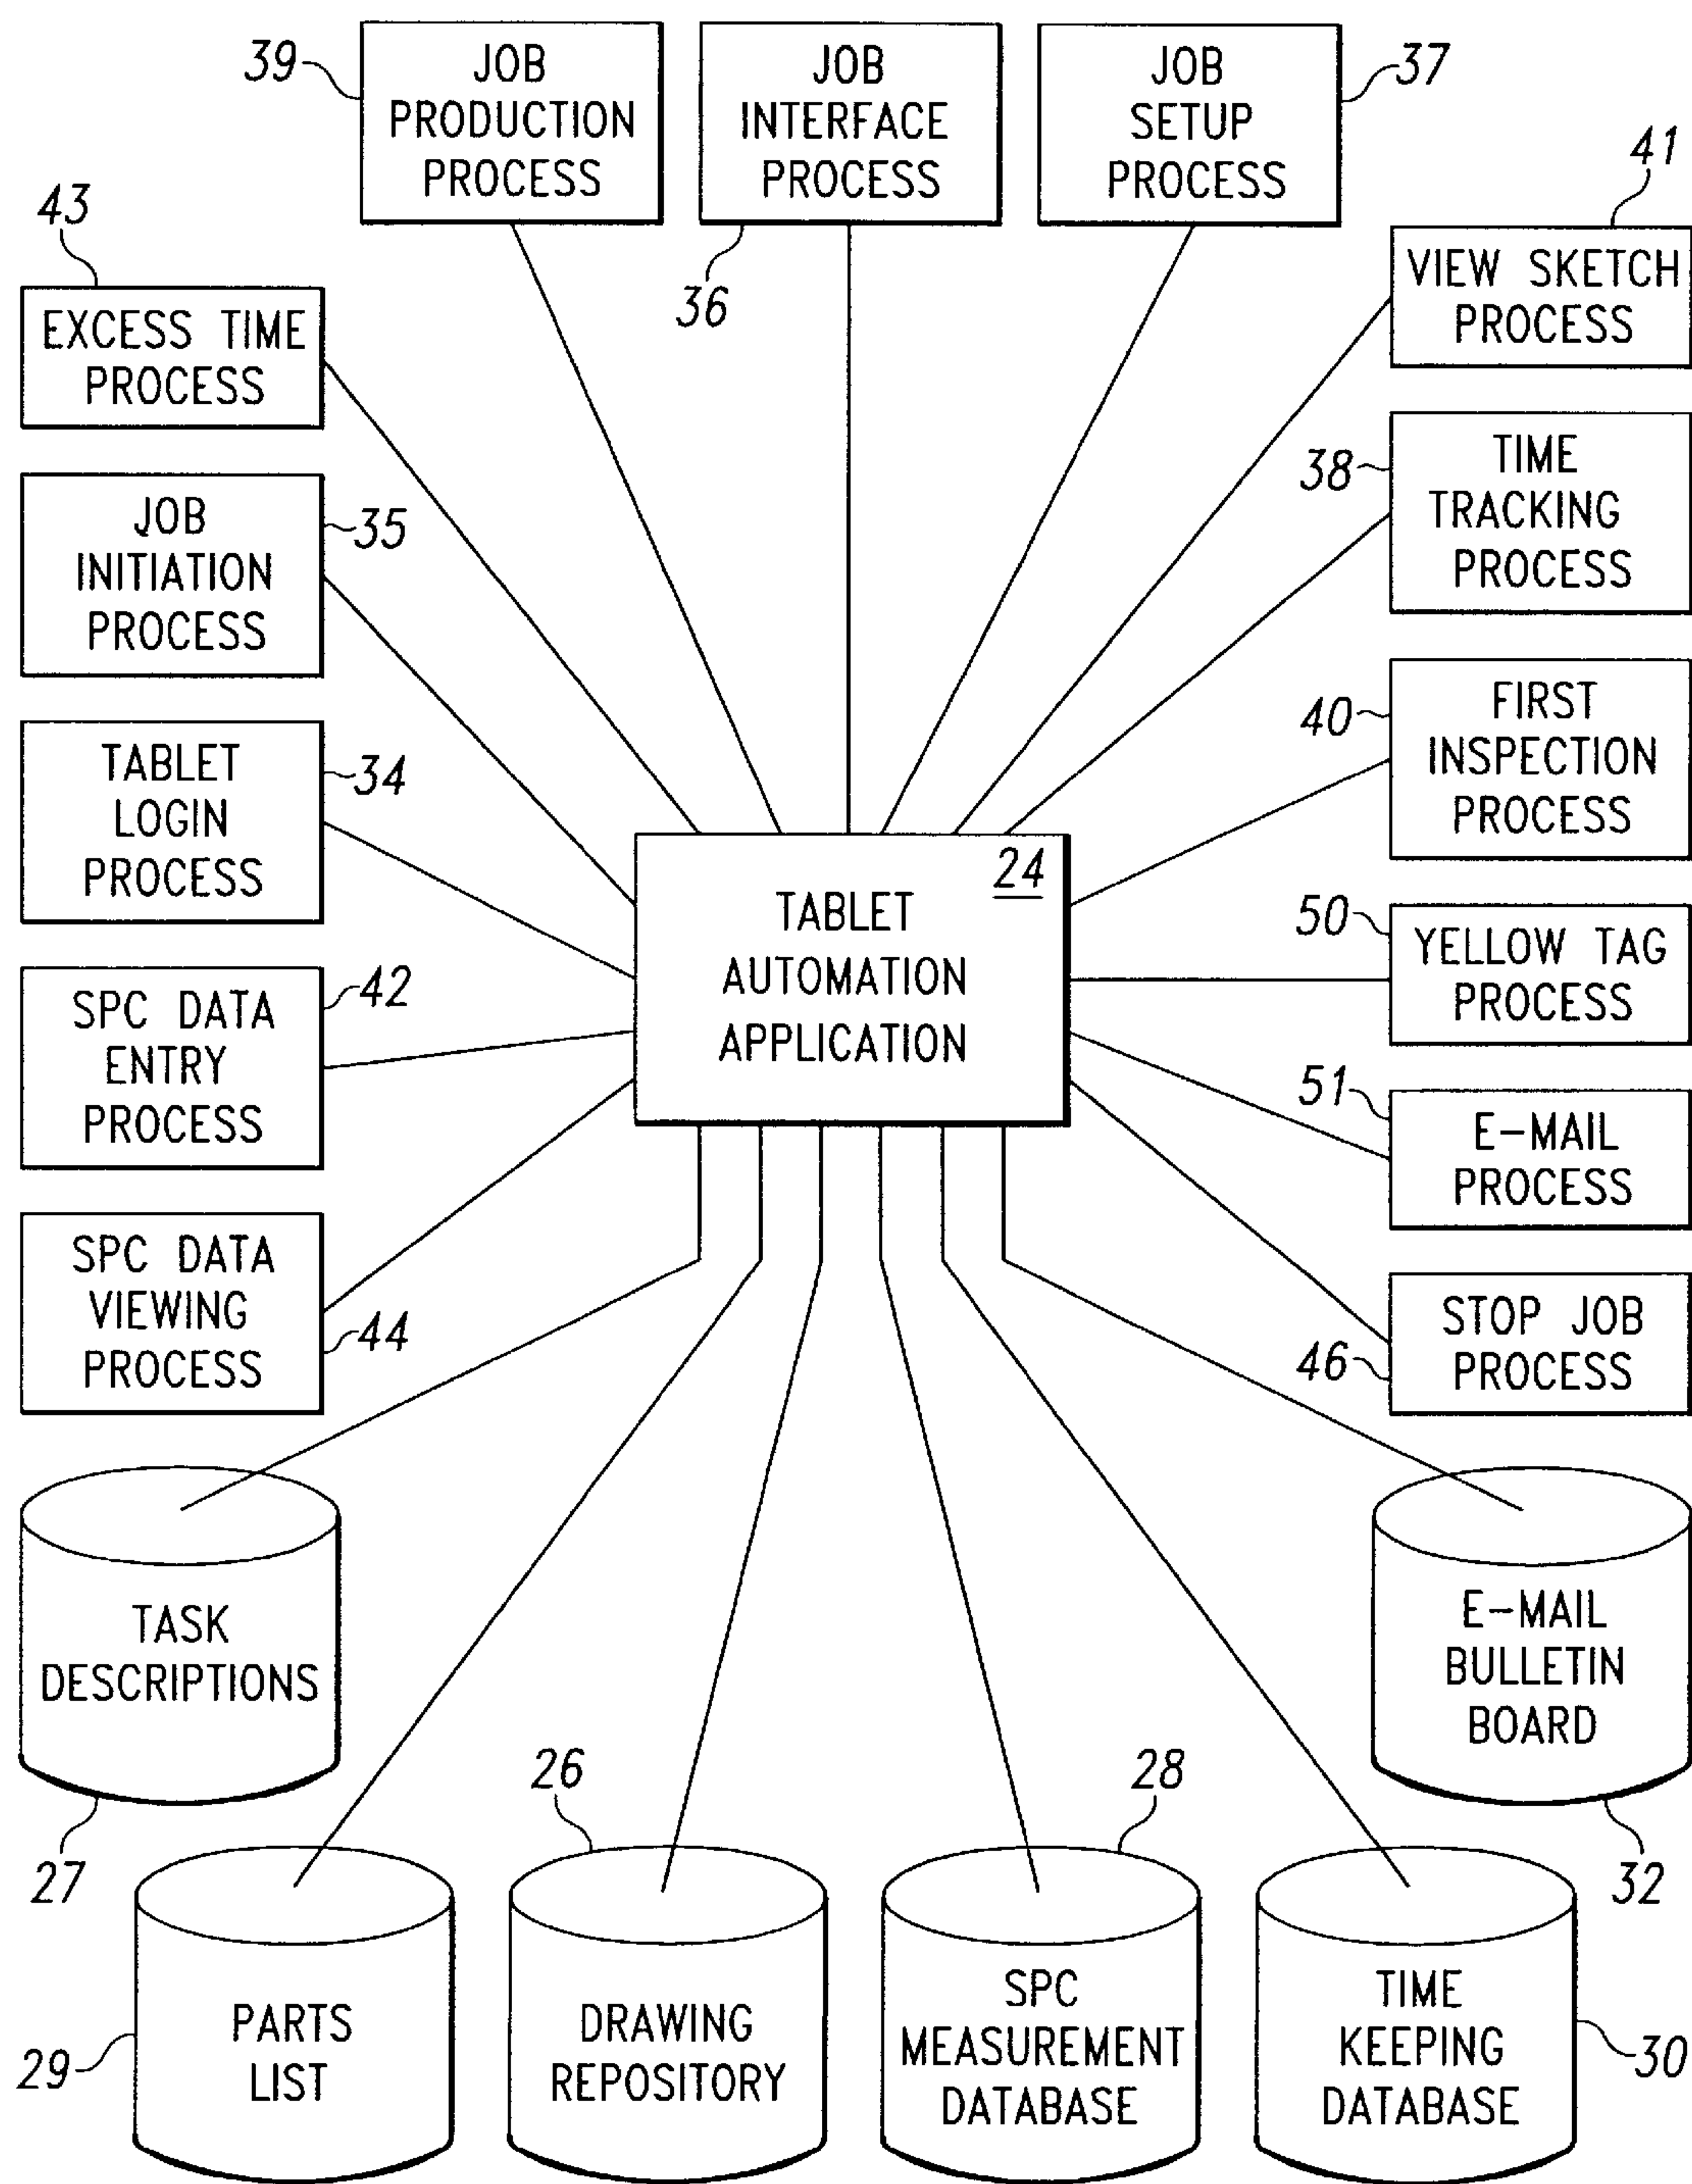 39
JOB
PRODUCTION
PROCESS
JOB
INTERFACE
PROCESS
36
JOB
SETUP
PROCESS
37
41
VIEW SKETCH
PROCESS
43
EXCESS TIME
PROCESS
38
TIME
TRACKING
PROCESS
JOB
INITIATION
PROCESS
35
40
FIRST
INSPECTION
PROCESS
TABLET
LOGIN
PROCESS
34
24
TABLET
AUTOMATION
APPLICATION
50
YELLOW TAG
PROCESS
SPC DATA
ENTRY
PROCESS
42
51
E-MAIL
PROCESS
SPC DATA
VIEWING
PROCESS
44
STOP JOB
PROCESS
46
TASK
DESCRIPTIONS
27
E-MAIL
BULLETIN
BOARD
32
PARTS
LIST
29
26
DRAWING
REPOSITORY
28
SPC
MEASUREMENT
DATABASE
TIME
KEEPING
DATABASE
30